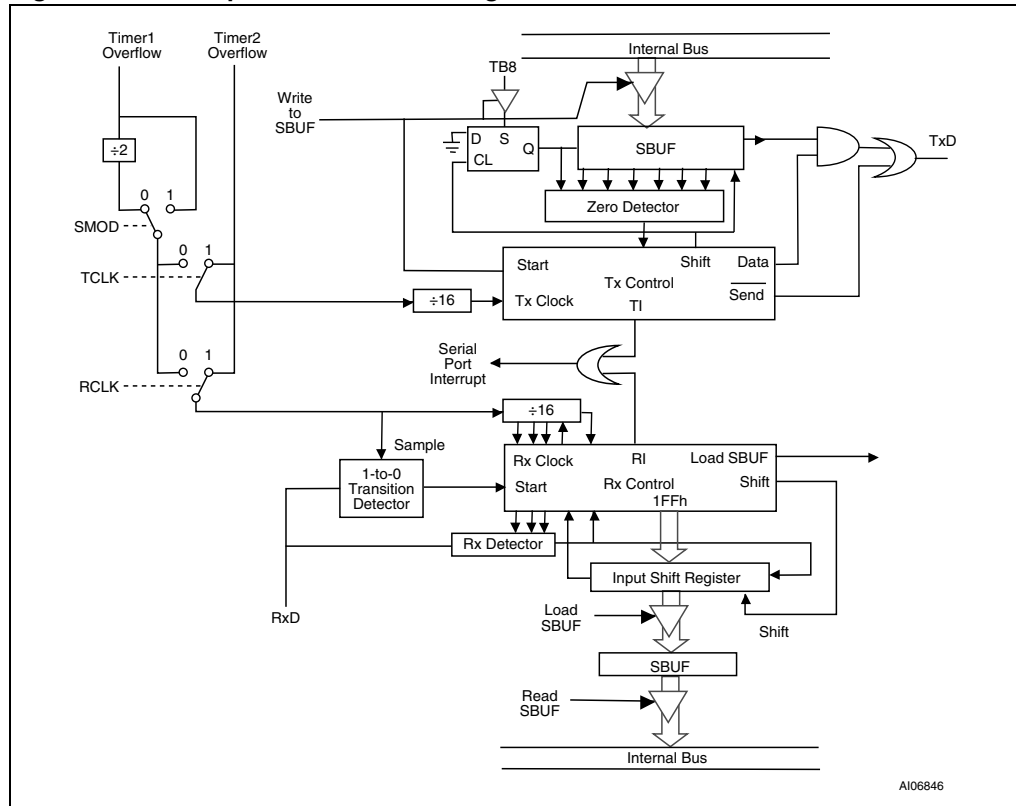 Timer1
Overflow
Timer2
Overflow
Internal Bus
TB8
Write
to
SBUF
÷2
D S
CL
Q
SBUF
TxD
0 1
Zero Detector
SMOD
0 1
Start
Shift
Data
TCLK
Tx Control
Send
÷16
Tx Clock
TI
Serial
Port
Interrupt
0 1
RCLK
÷16
Sample
Rx Clock
RI
Load SBUF
1-to-0
Transition
Detector
Start
Rx Control
Shift
1FFh
Rx Detector
Input Shift Register
RxD
Load
SBUF
Shift
SBUF
Read
SBUF
Internal Bus
AI06846